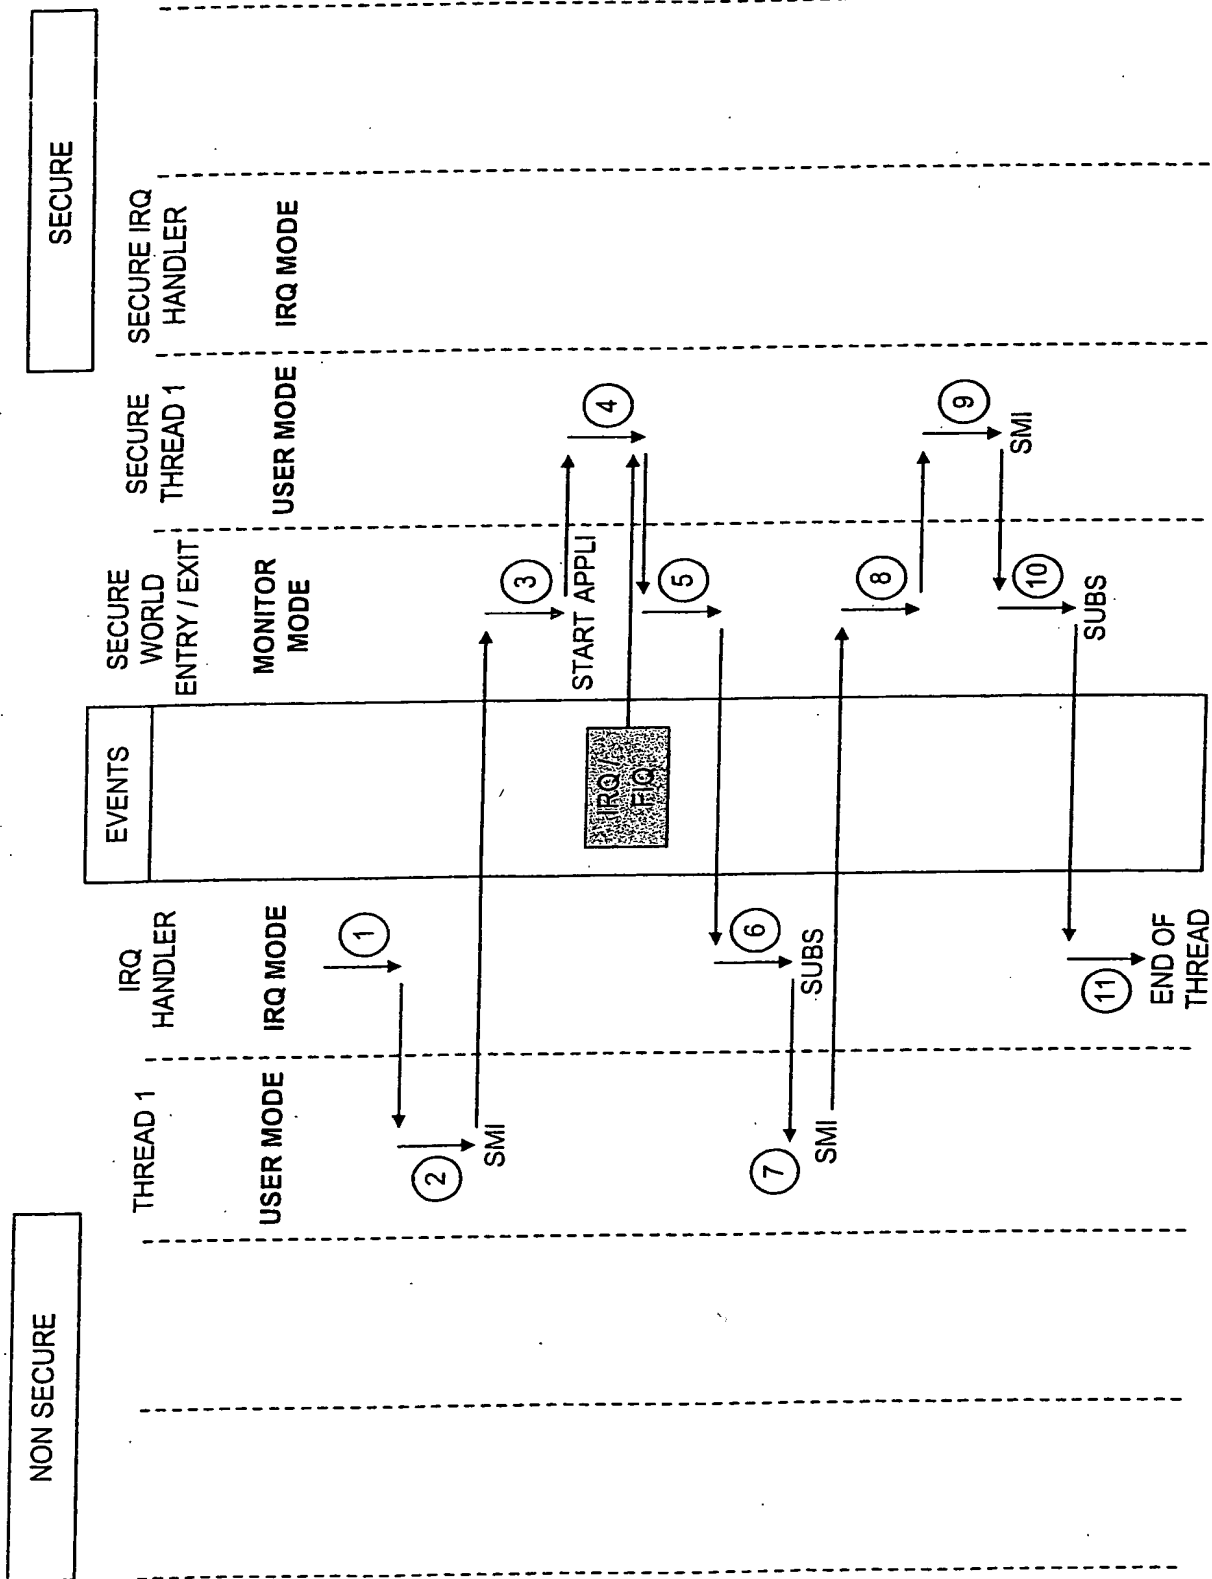 NON SECURE
SECURE
THREAD 1
USER MODE
IRQ
HANDLER
IRQ MODE
EVENTS
SECURE
WORLD
ENTRY / EXIT
MONITOR
MODE
SECURE
THREAD 1
USER MODE
SECURE IRQ
HANDLER
IRQ MODE
1
2
SMI
3
START APPLI
4
IRQ /
FIQ
5
6
SUBS
7
SMI
8
9
SMI
10
SUBS
11
END OF
THREAD